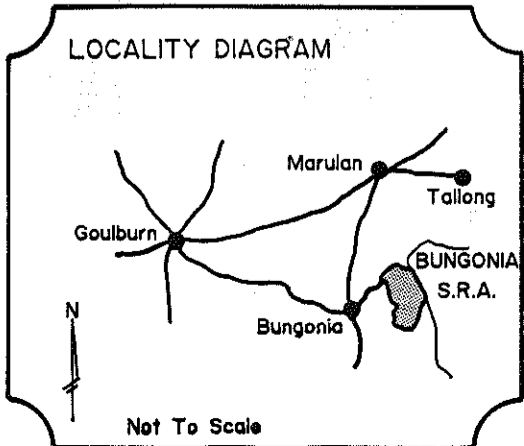 LOCALITY DIAGRAM
Marulan
Tallong
Goulburn
BUNGONIA
S.R.A.
Bungonia
N
Not To Scale